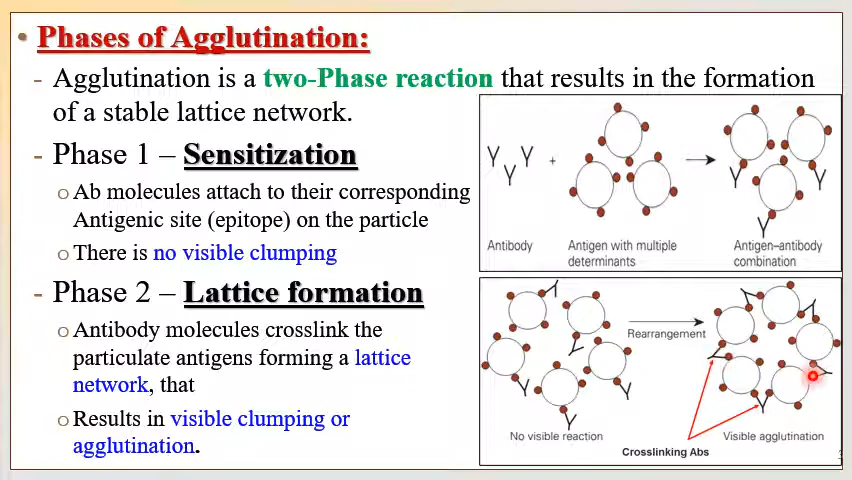 • Phases of Agglutination:
- Agglutination is a two-Phase reaction that results in the formation
of a stable lattice network.
- Phase 1 – Sensitization
o Ab molecules attach to their corresponding
Antigenic site (epitope) on the particle
o There is no visible clumping
- Phase 2 – Lattice formation
o Antibody molecules crosslink the
particulate antigens forming a lattice
network, that
o Results in visible clumping or
agglutination.
+
Antibody
Antigen with multiple
determinants
Antigen–antibody
combination
Rearrangement
No visible reaction
Visible agglutination
Crosslinking Abs